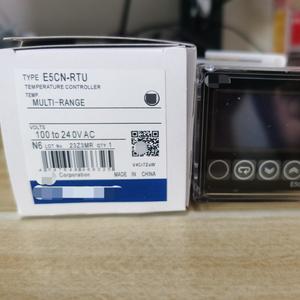 TYPE E5CN-RTU
TEMPERATURE CONTROLLER
TEMP.
MULTI-RANGE
VOLTS
100 to 240V AC
N6 LOT No 23Z3MR QTY 1
Corporation
MADE IN CHINA